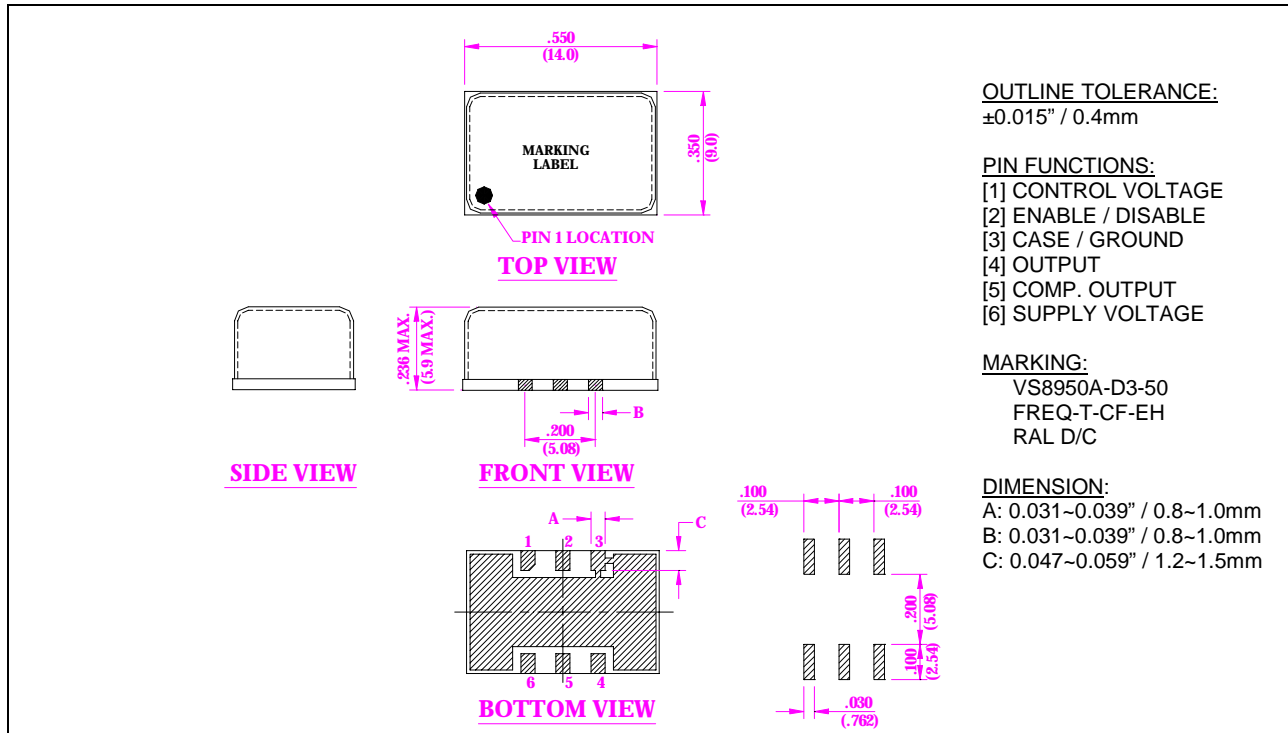 .550
(14.0)
.350
(9.0)
MARKING
LABEL
PIN 1 LOCATION
TOP VIEW
.236 MAX.
(5.9 MAX.)
B
.200
(5.08)
SIDE VIEW
FRONT VIEW
A
C
1 2 3
6 5 4
BOTTOM VIEW
.100
(2.54)
.100
(2.54)
.200
(5.08)
.100
(2.54)
.030
(.762)
OUTLINE TOLERANCE:
±0.015” / 0.4mm
PIN FUNCTIONS:
[1] CONTROL VOLTAGE
[2] ENABLE / DISABLE
[3] CASE / GROUND
[4] OUTPUT
[5] COMP. OUTPUT
[6] SUPPLY VOLTAGE
MARKING:
VS8950A-D3-50
FREQ-T-CF-EH
RAL D/C
DIMENSION:
A: 0.031~0.039” / 0.8~1.0mm
B: 0.031~0.039” / 0.8~1.0mm
C: 0.047~0.059” / 1.2~1.5mm